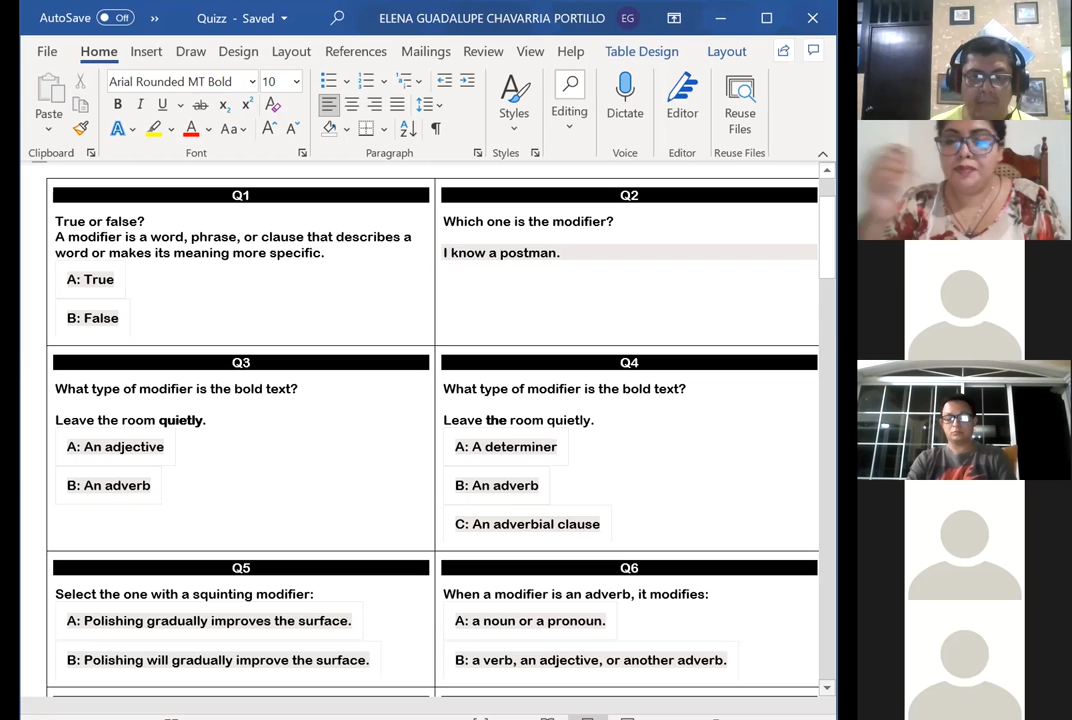 AutoSave Off Quizz - Saved ELENA GUADALUPE CHAVARRIA PORTILLO EG
File Home Insert Draw Design Layout References Mailings Review View Help Table Design Layout
Arial Rounded MT Bold 10
Paste Styles Editing Dictate Editor Reuse Files
Clipboard Font Paragraph Styles Voice Editor Reuse Files
Q1
True or false?
A modifier is a word, phrase, or clause that describes a
word or makes its meaning more specific.
A: True
B: False
Q2
Which one is the modifier?
I know a postman.
Q3
What type of modifier is the bold text?
Leave the room quietly.
A: An adjective
B: An adverb
Q4
What type of modifier is the bold text?
Leave the room quietly.
A: A determiner
B: An adverb
C: An adverbial clause
Q5
Select the one with a squinting modifier:
A: Polishing gradually improves the surface.
B: Polishing will gradually improve the surface.
Q6
When a modifier is an adverb, it modifies:
A: a noun or a pronoun.
B: a verb, an adjective, or another adverb.